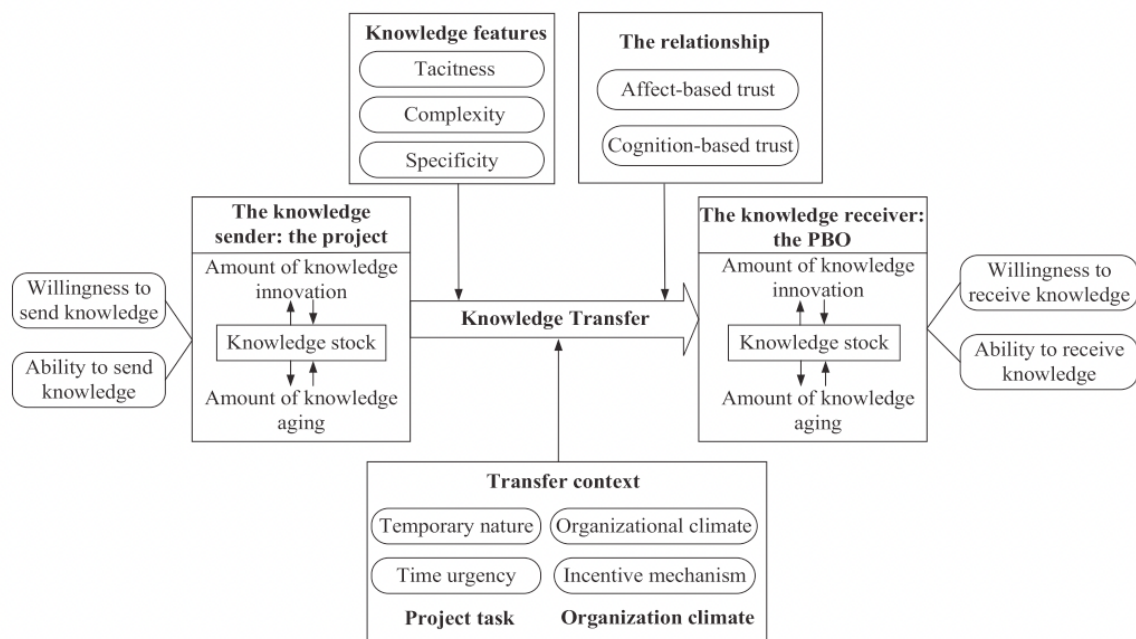 Knowledge features
Tacitness
Complexity
Specificity
The relationship
Affect-based trust
Cognition-based trust
The knowledge
sender: the project
Amount of knowledge
innovation
Knowledge stock
Amount of knowledge
aging
Willingness to
send knowledge
Ability to send
knowledge
Knowledge Transfer
The knowledge receiver:
the PBO
Amount of knowledge
innovation
Knowledge stock
Amount of knowledge
aging
Willingness to
receive knowledge
Ability to receive
knowledge
Transfer context
Temporary nature
Organizational climate
Time urgency
Incentive mechanism
Project task
Organization climate